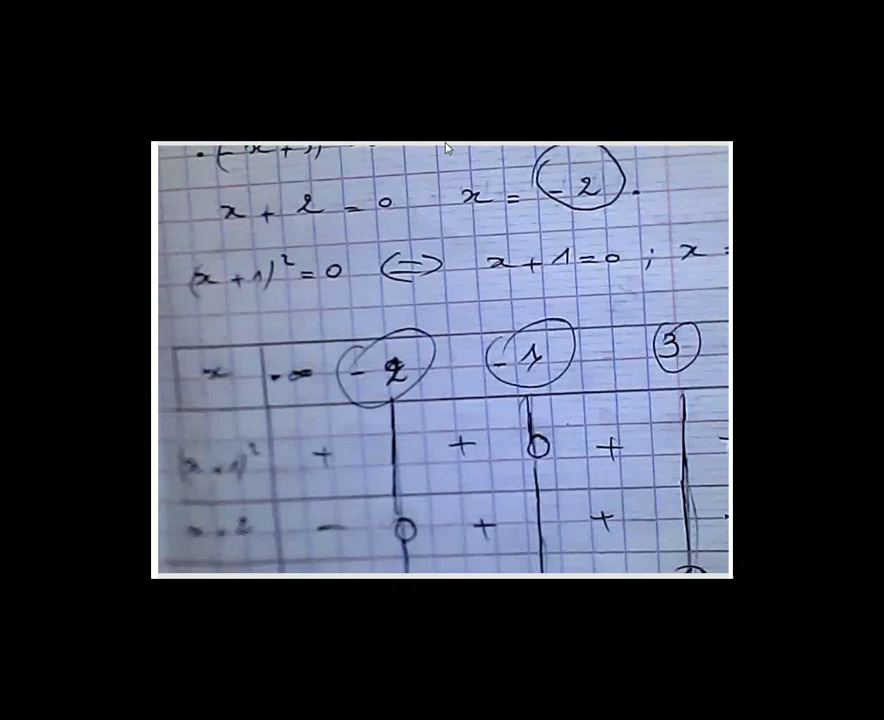 x + 2 = 0 x = -2.
(x+1)² = 0 ⇔ x+1=0 ; x =
x -∞ -2 -1 3
(x+1)² + + 0 + 
x+2 - 0 + +